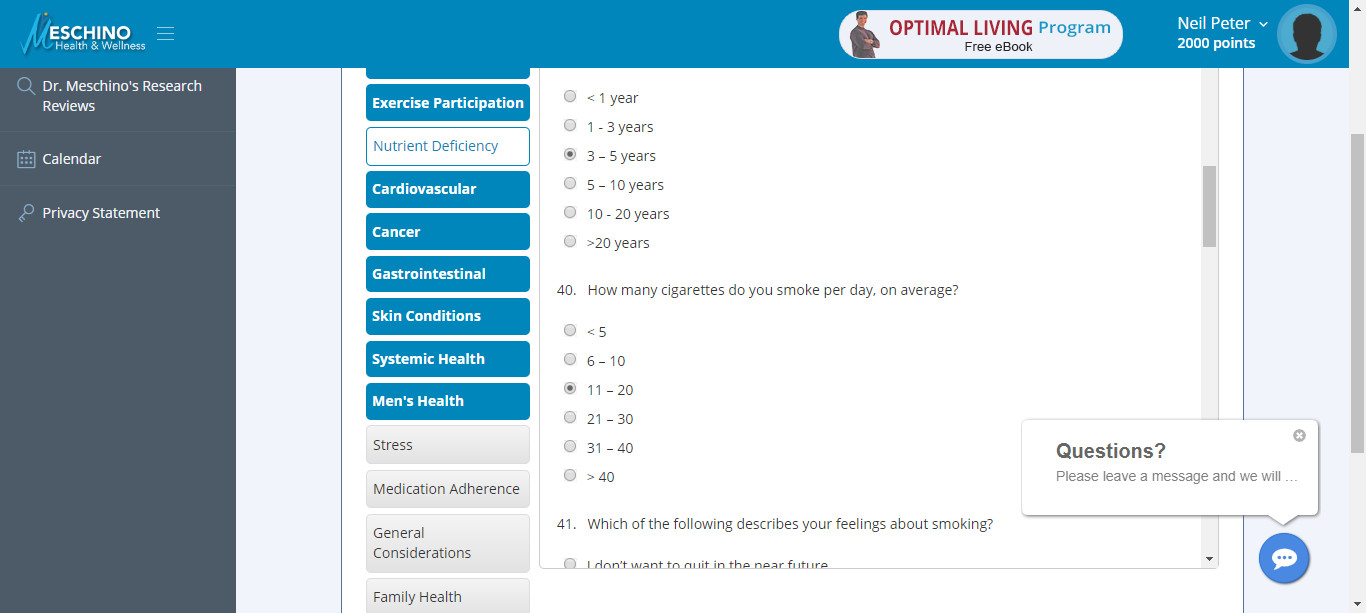 MESCHINO
Health & Wellness
OPTIMAL LIVING Program
Free eBook
Neil Peter
2000 points
Dr. Meschino's Research
Reviews
Calendar
Privacy Statement
Exercise Participation
Nutrient Deficiency
Cardiovascular
Cancer
Gastrointestinal
Skin Conditions
Systemic Health
Men's Health
Stress
Medication Adherence
General
Considerations
Family Health
< 1 year
1 - 3 years
3 – 5 years
5 – 10 years
10 - 20 years
>20 years
40. How many cigarettes do you smoke per day, on average?
< 5
6 – 10
11 – 20
21 – 30
31 – 40
> 40
41. Which of the following describes your feelings about smoking?
I don't want to quit in the near future
Questions?
Please leave a message and we will ...